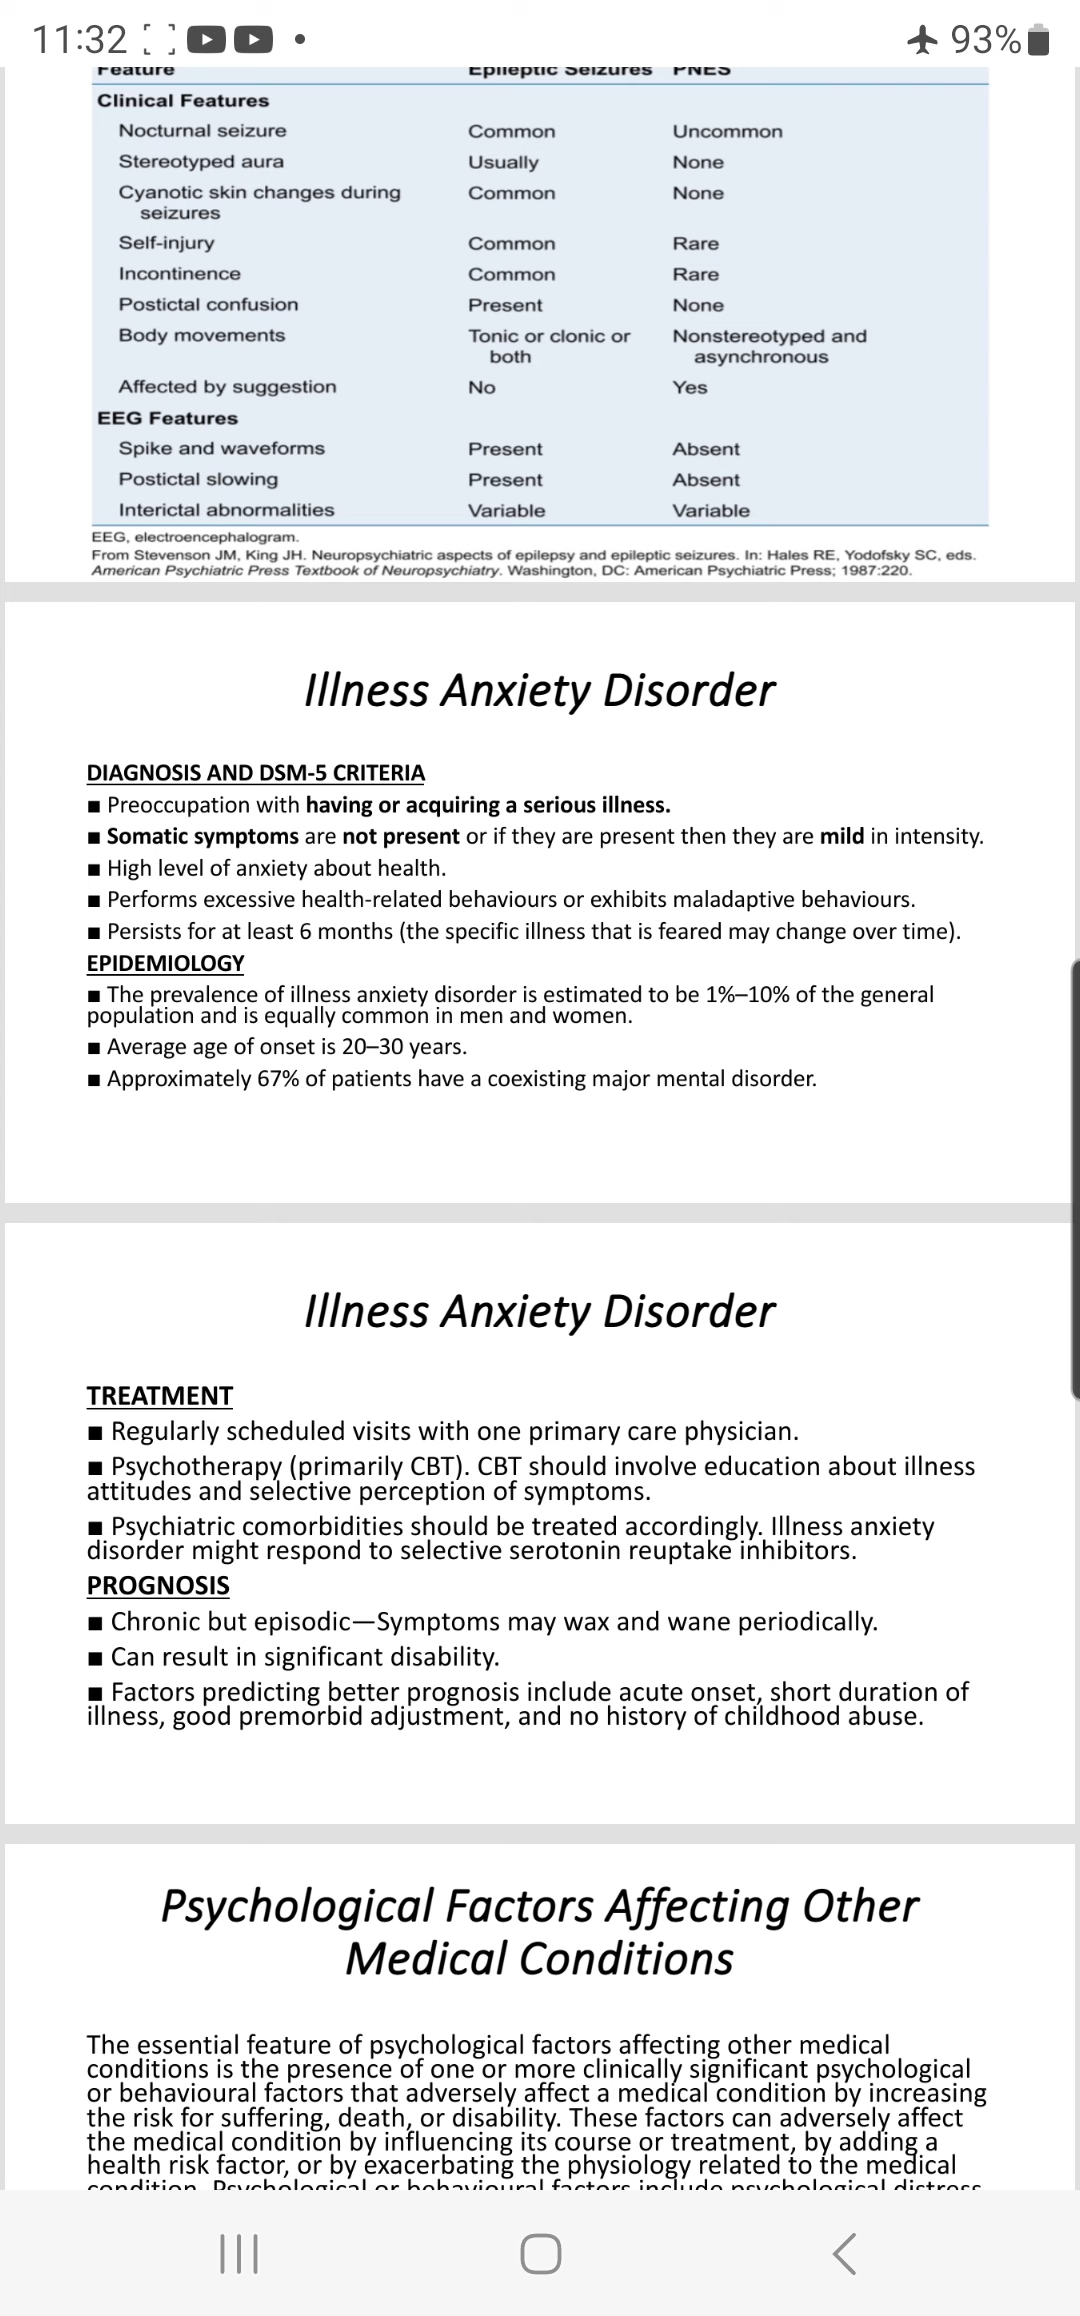 11:32
93%
Feature Epileptic Seizures PNES
Clinical Features
Nocturnal seizure Common Uncommon
Stereotyped aura Usually None
Cyanotic skin changes during Common None
seizures
Self-injury Common Rare
Incontinence Common Rare
Postictal confusion Present None
Body movements Tonic or clonic or Nonstereotyped and
both asynchronous
Affected by suggestion No Yes
EEG Features
Spike and waveforms Present Absent
Postictal slowing Present Absent
Interictal abnormalities Variable Variable
EEG, electroencephalogram.
From Stevenson JM, King JH. Neuropsychiatric aspects of epilepsy and epileptic seizures. In: Hales RE, Yodofsky SC, eds.
American Psychiatric Press Textbook of Neuropsychiatry. Washington, DC: American Psychiatric Press; 1987:220.
Illness Anxiety Disorder
DIAGNOSIS AND DSM-5 CRITERIA
■ Preoccupation with having or acquiring a serious illness.
■ Somatic symptoms are not present or if they are present then they are mild in intensity.
■ High level of anxiety about health.
■ Performs excessive health-related behaviours or exhibits maladaptive behaviours.
■ Persists for at least 6 months (the specific illness that is feared may change over time).
EPIDEMIOLOGY
■ The prevalence of illness anxiety disorder is estimated to be 1%–10% of the general
population and is equally common in men and women.
■ Average age of onset is 20–30 years.
■ Approximately 67% of patients have a coexisting major mental disorder.
Illness Anxiety Disorder
TREATMENT
■ Regularly scheduled visits with one primary care physician.
■ Psychotherapy (primarily CBT). CBT should involve education about illness
attitudes and selective perception of symptoms.
■ Psychiatric comorbidities should be treated accordingly. Illness anxiety
disorder might respond to selective serotonin reuptake inhibitors.
PROGNOSIS
■ Chronic but episodic—Symptoms may wax and wane periodically.
■ Can result in significant disability.
■ Factors predicting better prognosis include acute onset, short duration of
illness, good premorbid adjustment, and no history of childhood abuse.
Psychological Factors Affecting Other
Medical Conditions
The essential feature of psychological factors affecting other medical
conditions is the presence of one or more clinically significant psychological
or behavioural factors that adversely affect a medical condition by increasing
the risk for suffering, death, or disability. These factors can adversely affect
the medical condition by influencing its course or treatment, by adding a
health risk factor, or by exacerbating the physiology related to the medical
condition. Psychological or behavioural factors include psychological distress